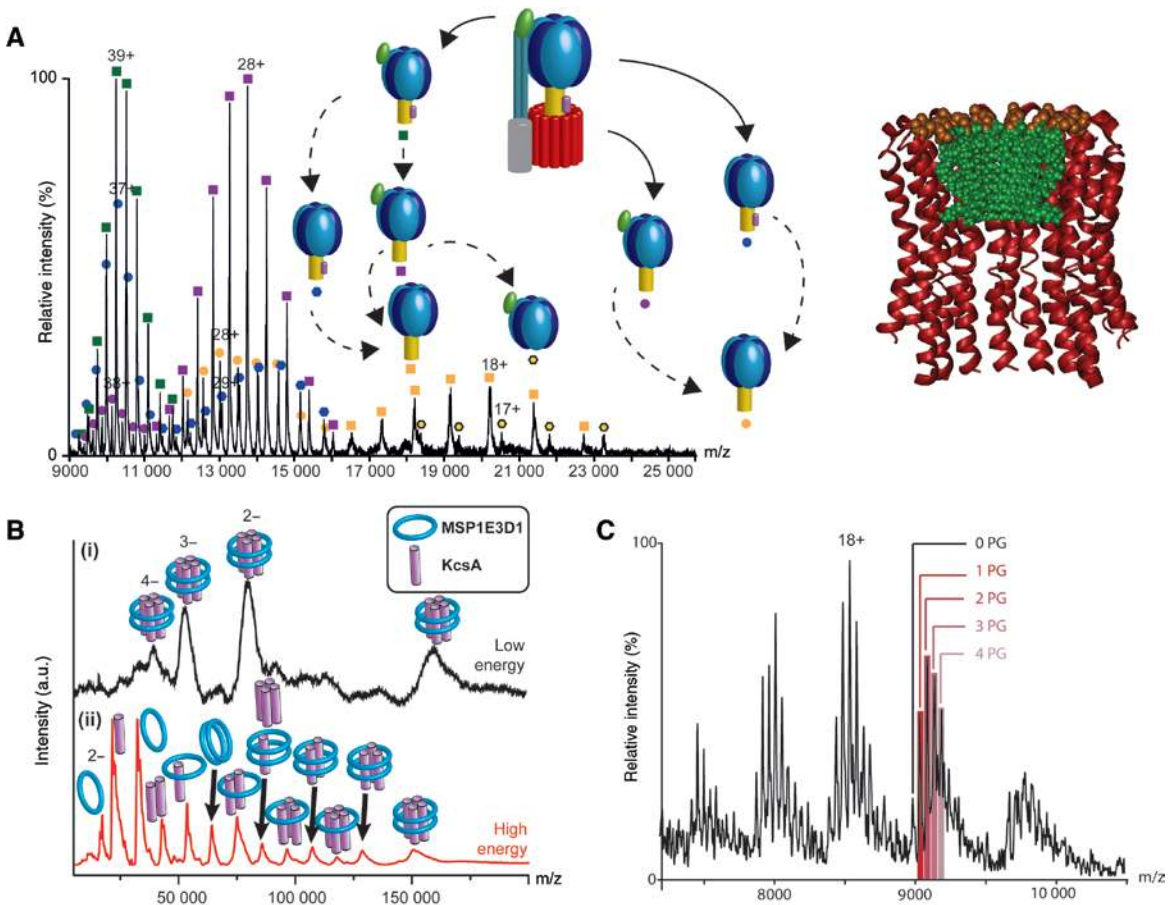 A
100
Relative intensity (%)
0
39+
37+
38+
28+
28+
29+
18+
17+
9000
11 000
13 000
15 000
17 000
19 000
21 000
23 000
25 000
m/z
B
(i)
4–
3–
2–
MSP1E3D1
KcsA
Low
energy
Intensity (a.u.)
(ii)
2–
High
energy
50 000
100 000
150 000
m/z
C
100
Relative intensity (%)
0
18+
0 PG
1 PG
2 PG
3 PG
4 PG
8000
9000
10 000
m/z